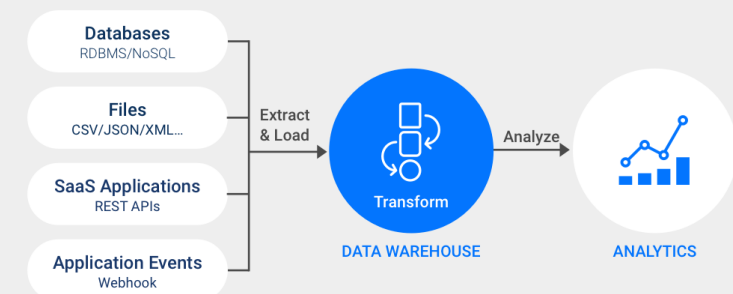 Databases
RDBMS/NoSQL
Files
CSV/JSON/XML...
SaaS Applications
REST APIs
Application Events
Webhook
Extract
& Load
Transform
DATA WAREHOUSE
Analyze
ANALYTICS